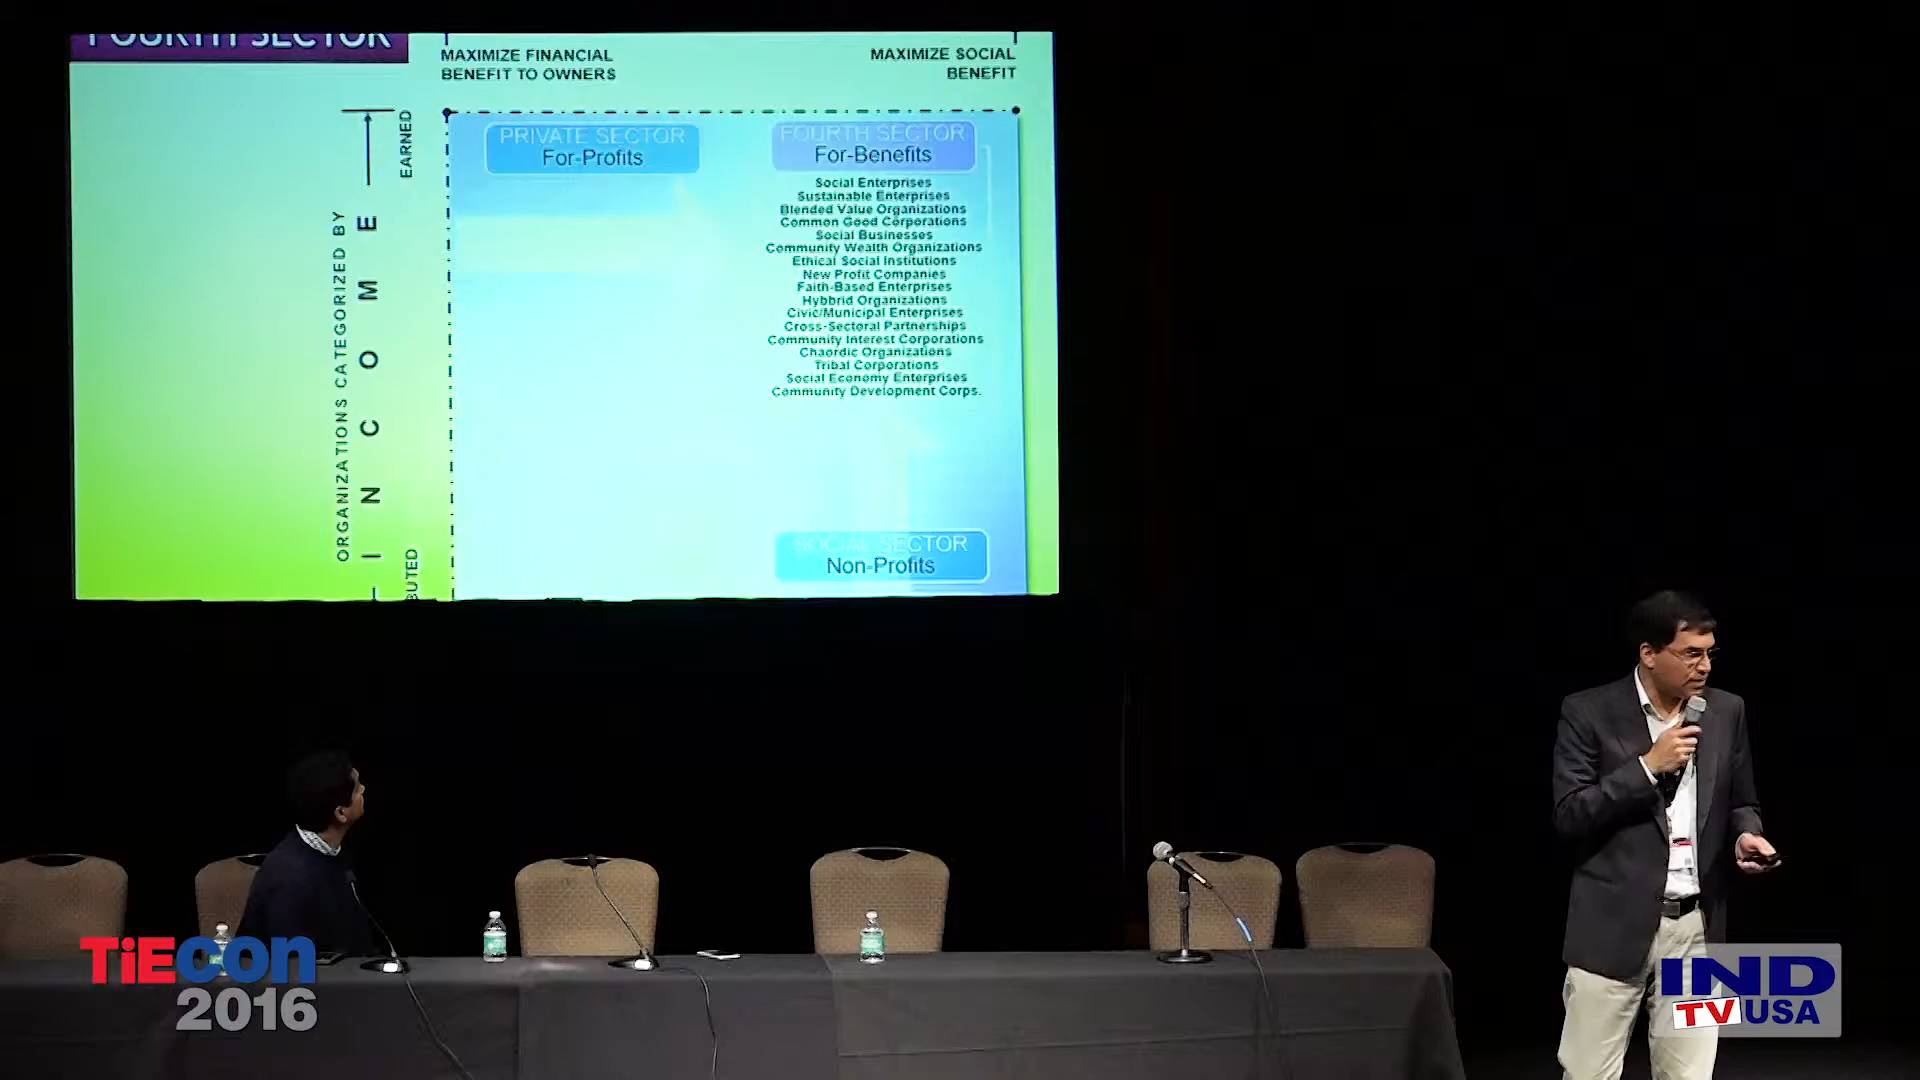 FOURTH SECTOR
MAXIMIZE FINANCIAL
BENEFIT TO OWNERS
MAXIMIZE SOCIAL
BENEFIT
ORGANIZATIONS CATEGORIZED BY
INCOME
EARNED
BUTED
PRIVATE SECTOR
For-Profits
FOURTH SECTOR
For-Benefits
Social Enterprises
Sustainable Enterprises
Blended Value Organizations
Common Good Corporations
Social Businesses
Community Wealth Organizations
Ethical Social Institutions
New Profit Companies
Faith-Based Enterprises
Hybbrid Organizations
Civic/Municipal Enterprises
Cross-Sectoral Partnerships
Community Interest Corporations
Chaordic Organizations
Tribal Corporations
Social Economy Enterprises
Community Development Corps.
SOCIAL SECTOR
Non-Profits
TiECON
2016
IND
TV USA